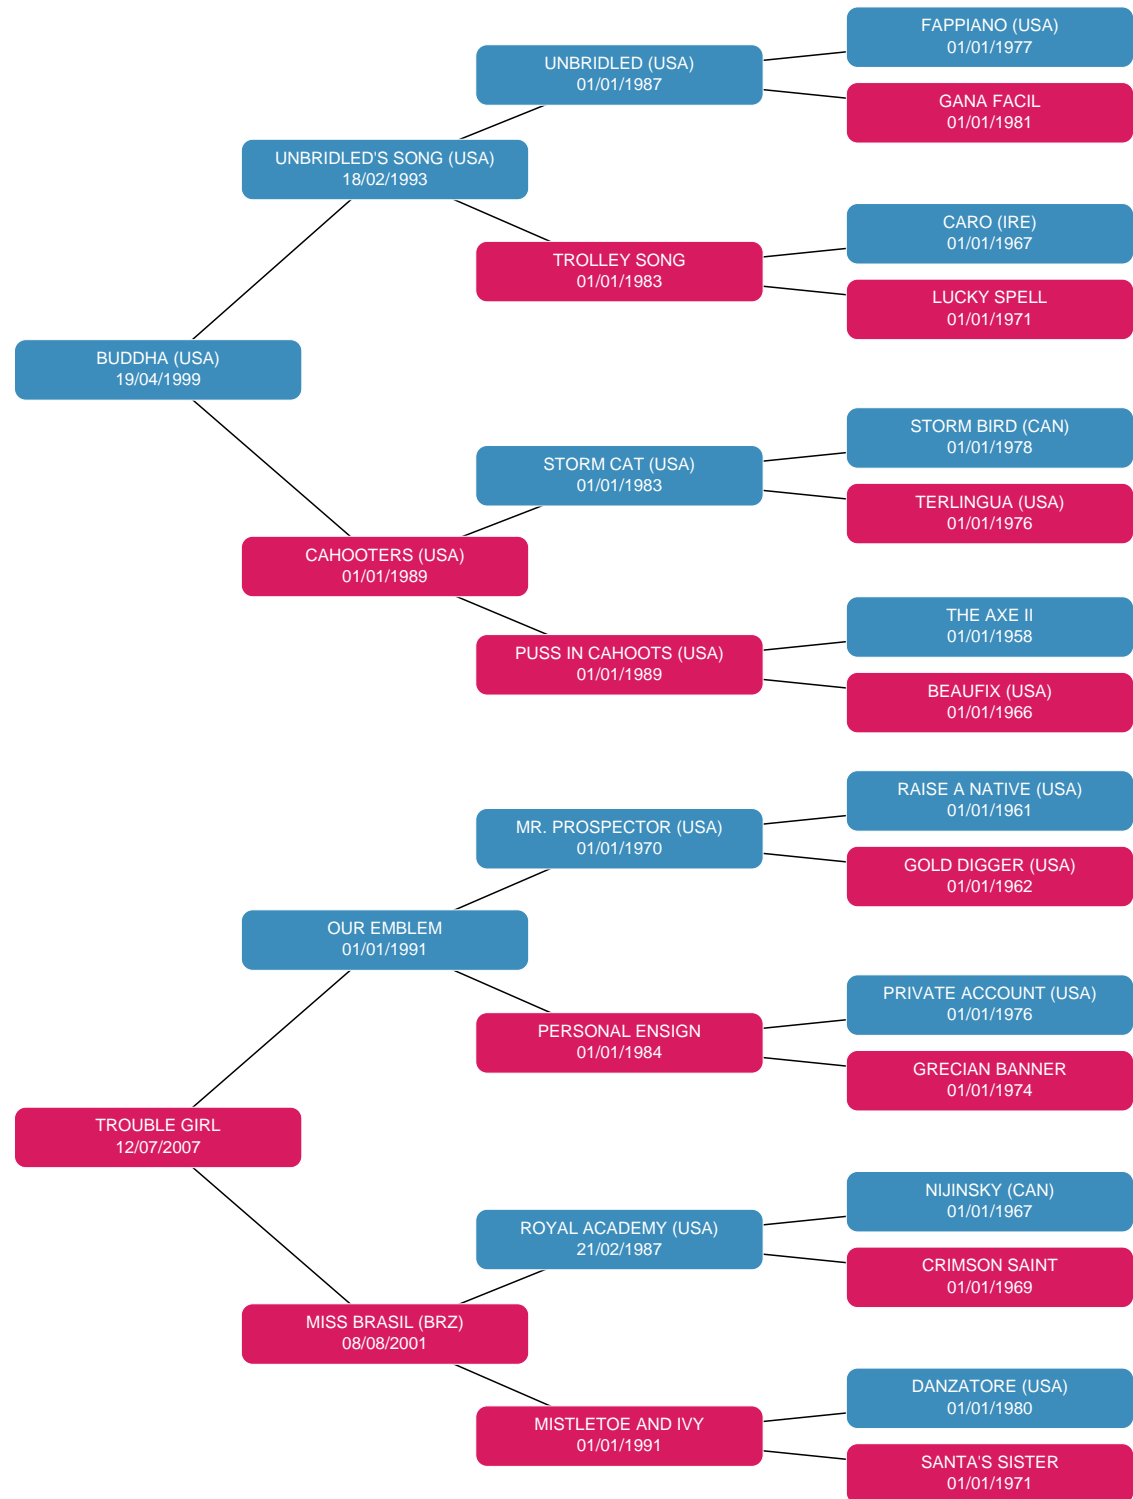 FAPPIANO (USA)
01/01/1977
UNBRIDLED (USA)
01/01/1987
GANA FACIL
01/01/1981
UNBRIDLED'S SONG (USA)
18/02/1993
CARO (IRE)
01/01/1967
TROLLEY SONG
01/01/1983
LUCKY SPELL
01/01/1971
BUDDHA (USA)
19/04/1999
STORM BIRD (CAN)
01/01/1978
STORM CAT (USA)
01/01/1983
TERLINGUA (USA)
01/01/1976
CAHOOTERS (USA)
01/01/1989
THE AXE II
01/01/1958
PUSS IN CAHOOTS (USA)
01/01/1989
BEAUFIX (USA)
01/01/1966
RAISE A NATIVE (USA)
01/01/1961
MR. PROSPECTOR (USA)
01/01/1970
GOLD DIGGER (USA)
01/01/1962
OUR EMBLEM
01/01/1991
PRIVATE ACCOUNT (USA)
01/01/1976
PERSONAL ENSIGN
01/01/1984
GRECIAN BANNER
01/01/1974
TROUBLE GIRL
12/07/2007
NIJINSKY (CAN)
01/01/1967
ROYAL ACADEMY (USA)
21/02/1987
CRIMSON SAINT
01/01/1969
MISS BRASIL (BRZ)
08/08/2001
DANZATORE (USA)
01/01/1980
MISTLETOE AND IVY
01/01/1991
SANTA'S SISTER
01/01/1971